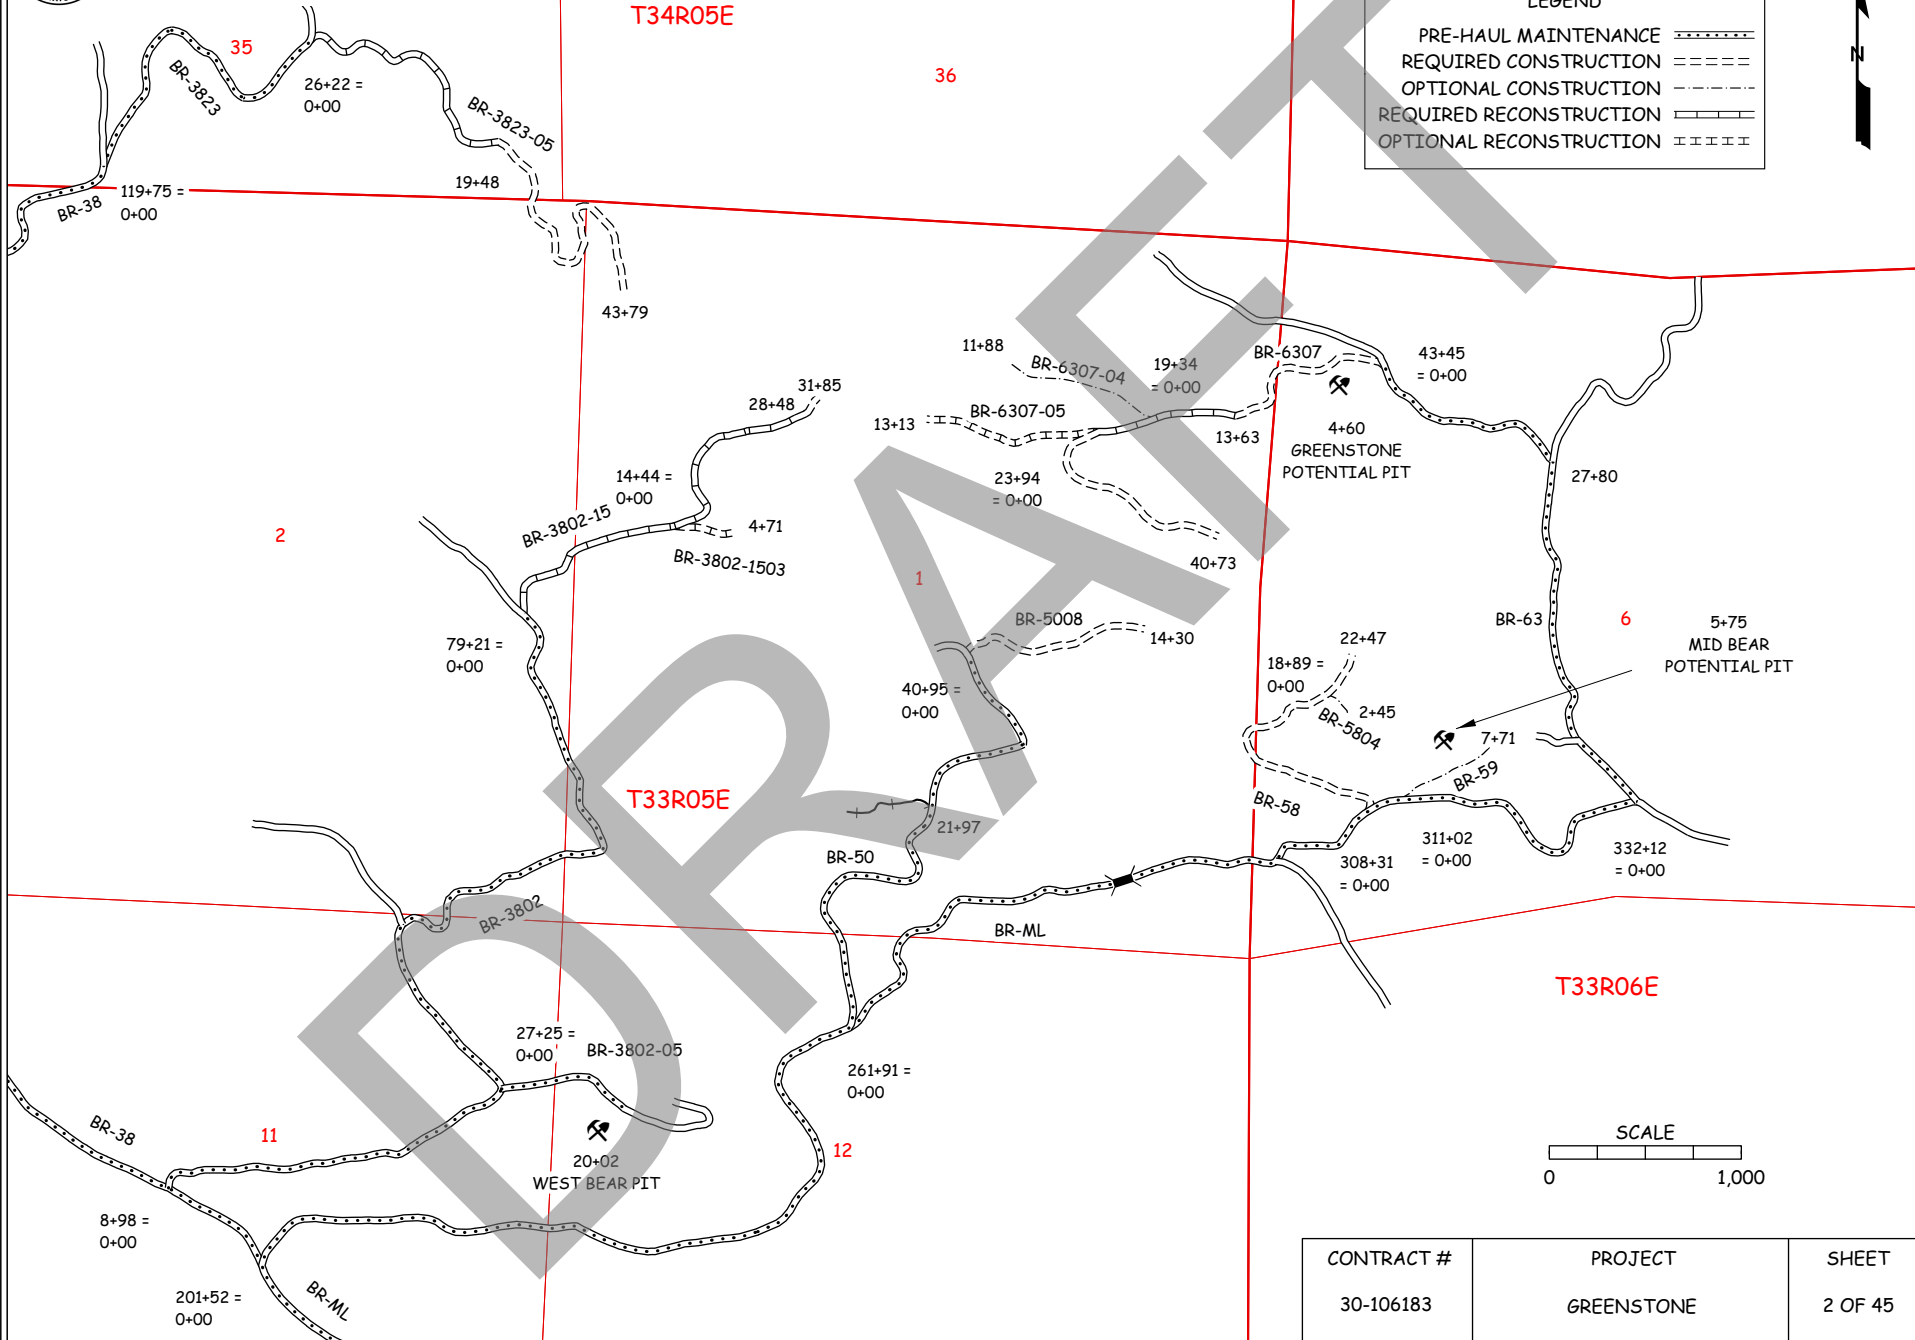 T34R05E
LEGEND
PRE-HAUL MAINTENANCE
REQUIRED CONSTRUCTION
OPTIONAL CONSTRUCTION
REQUIRED RECONSTRUCTION
OPTIONAL RECONSTRUCTION
N
35
36
BR-3823
26+22 =
0+00
BR-3823-05
19+48
119+75 =
0+00
BR-38
43+79
11+88
BR-6307-04
19+34
= 0+00
BR-6307
43+45
= 0+00
31+85
28+48
BR-6307-05
13+13
13+63
4+60
GREENSTONE
POTENTIAL PIT
14+44 =
0+00
23+94
= 0+00
27+80
BR-3802-15
4+71
2
BR-3802-1503
40+73
1
BR-5008
14+30
BR-63
6
5+75
MID BEAR
POTENTIAL PIT
79+21 =
0+00
22+47
18+89 =
0+00
40+95 =
0+00
2+45
BR-5804
7+71
BR-59
T33R05E
BR-58
21+97
BR-50
308+31
= 0+00
311+02
= 0+00
332+12
= 0+00
BR-3802
BR-ML
T33R06E
27+25 =
0+00
BR-3802-05
261+91 =
0+00
BR-38
11
12
20+02
WEST BEAR PIT
SCALE
0 1,000
8+98 =
0+00
201+52 =
0+00
BR-ML
CONTRACT # PROJECT SHEET
30-106183 GREENSTONE 2 OF 45
DRAFT